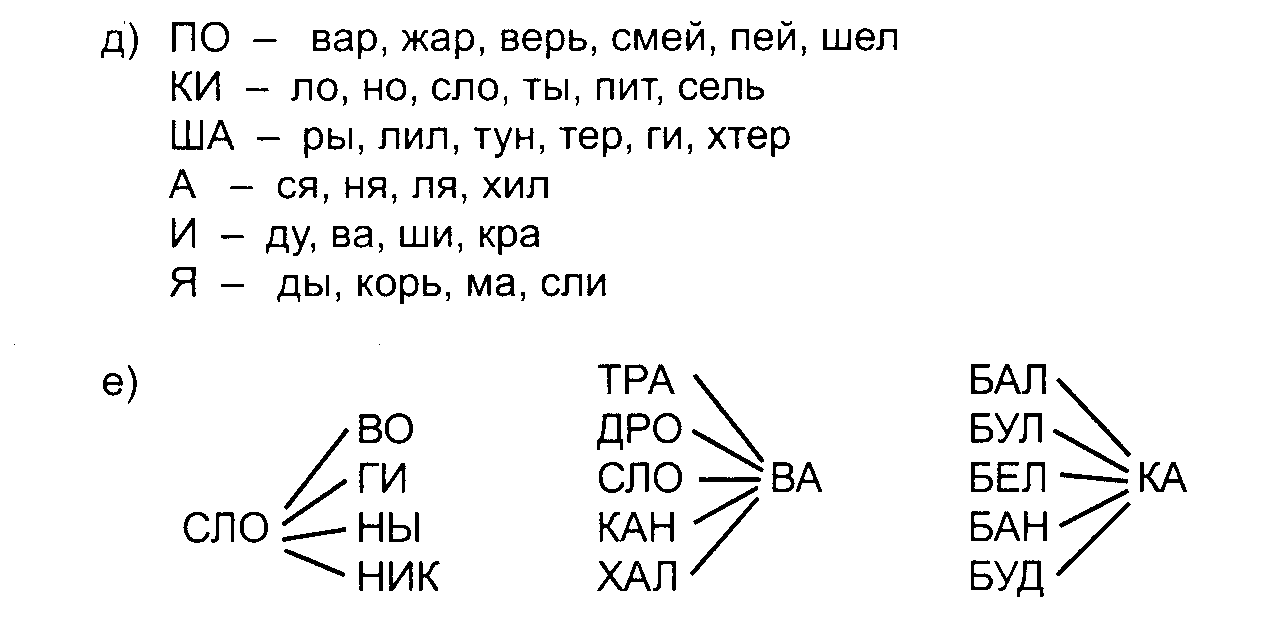 д) ПО – вар, жар, верь, смей, пей, шел
КИ – ло, но, сло, ты, пит, сель
ША – ры, лил, тун, тер, ги, хтер
А – ся, ня, ля, хил
И – ду, ва, ши, кра
Я – ды, корь, ма, сли
е)
СЛО
ВО
ГИ
НЫ
НИК
ТРА
ДРО
СЛО
КАН
ХАЛ
ВА
БАЛ
БУЛ
БЕЛ
БАН
БУД
КА